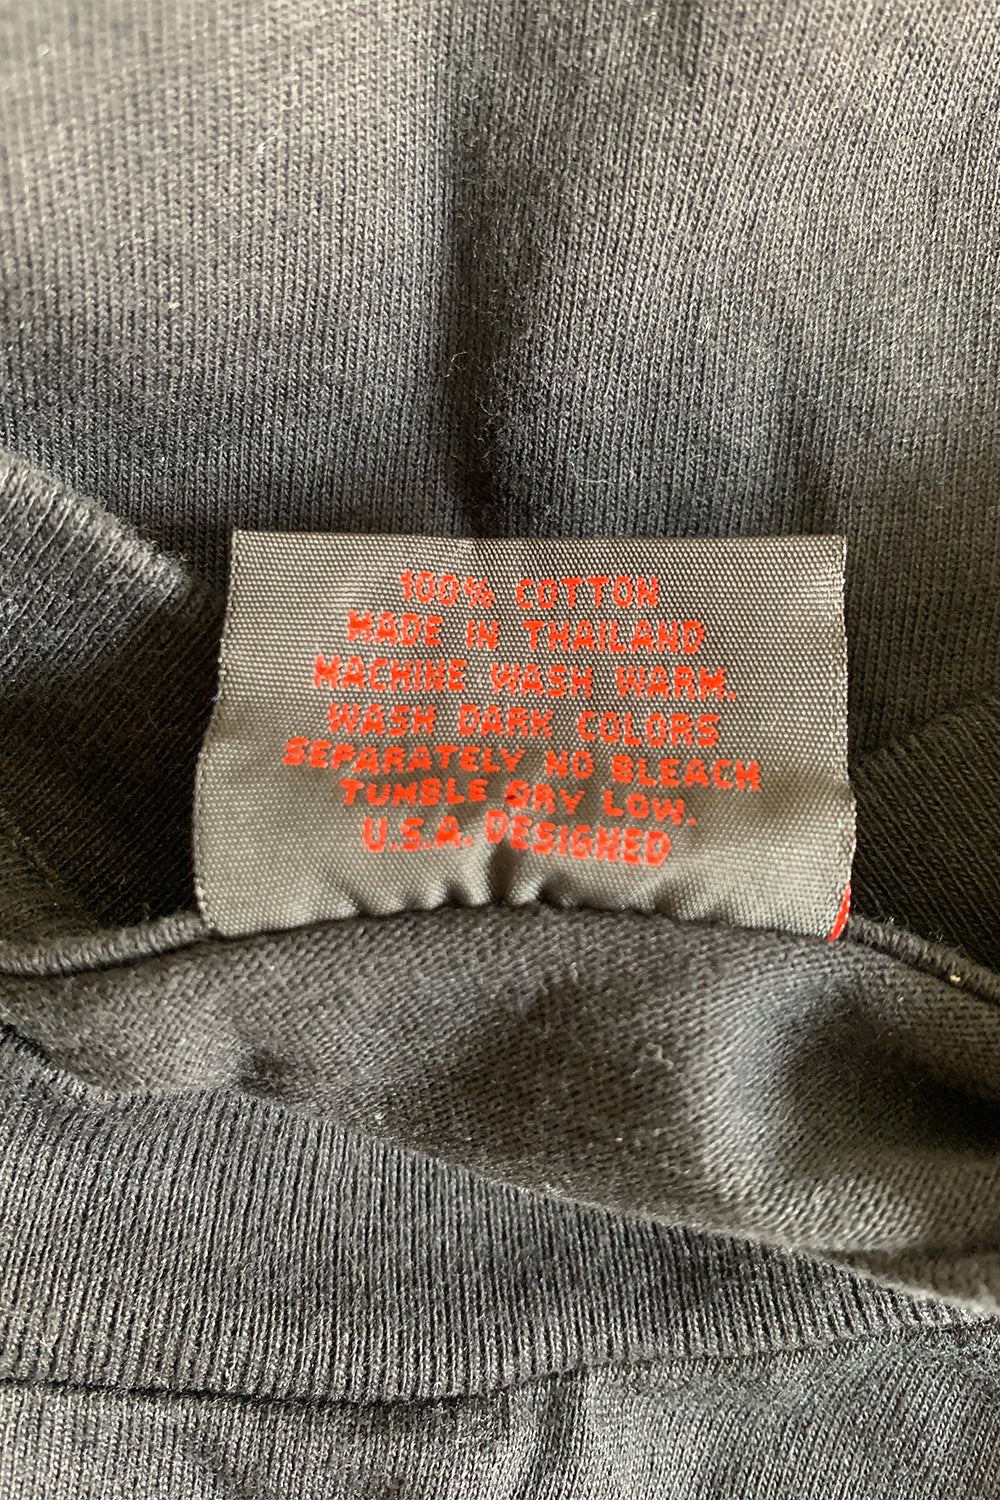 100% COTTON
MADE IN THAILAND
MACHINE WASH WARM.
WASH DARK COLORS
SEPARATELY NO BLEACH
TUMBLE DRY LOW.
U.S.A. DESIGNED